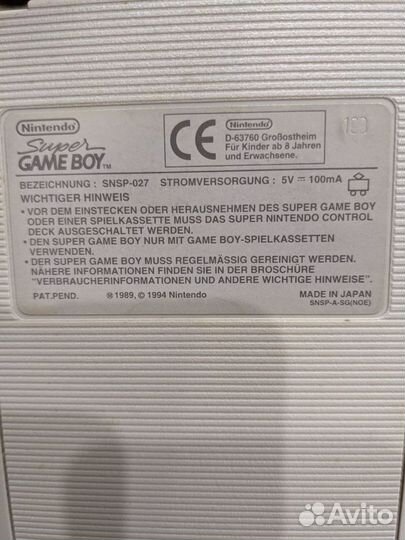 Nintendo
Super
GAME BOY™
CE
Nintendo
D-63760 Großostheim
Für Kinder ab 8 Jahren
und Erwachsene.
BEZEICHNUNG : SNSP-027 STROMVERSORGUNG : 5V ⎓ 100mA
WICHTIGER HINWEIS
• VOR DEM EINSTECKEN ODER HERAUSNEHMEN DES SUPER GAME BOY
ODER EINER SPIELKASSETTE MUSS DAS SUPER NINTENDO CONTROL
DECK AUSGESCHALTET WERDEN.
• DEN SUPER GAME BOY NUR MIT GAME BOY-SPIELKASSETTEN
VERWENDEN.
• DER SUPER GAME BOY MUSS REGELMÄSSIG GEREINIGT WERDEN.
NÄHERE INFORMATIONEN FINDEN SIE IN DER BROSCHÜRE
"VERBRAUCHERINFORMATIONEN UND ANDERE WICHTIGE HINWEISE".
PAT.PEND. ℗ 1989, © 1994 Nintendo MADE IN JAPAN
SNSP-A-SG(NOE)
Avito